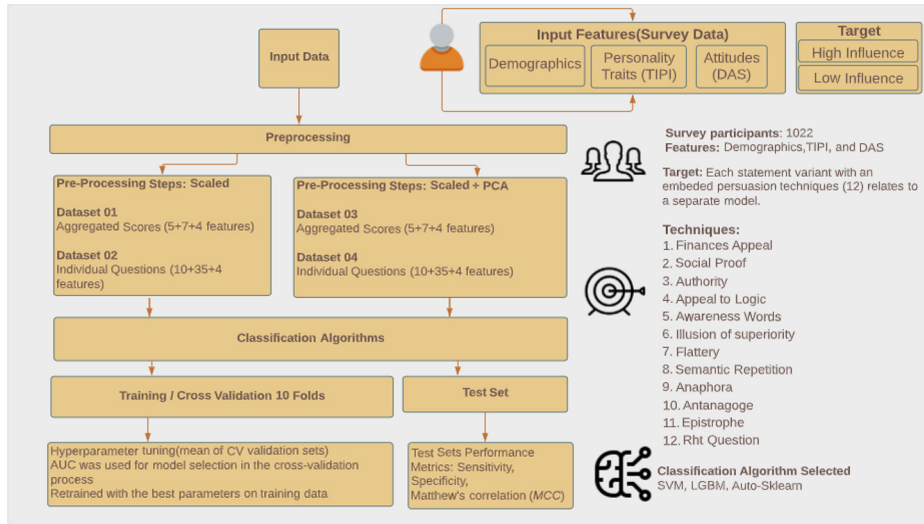 Input Data
Input Features(Survey Data)
Demographics
Personality
Traits (TIPI)
Attitudes
(DAS)
Target
High Influence
Low Influence
Preprocessing
Pre-Processing Steps: Scaled
Dataset 01
Aggregated Scores (5+7+4 features)
Dataset 02
Individual Questions (10+35+4
features)
Pre-Processing Steps: Scaled + PCA
Dataset 03
Aggregated Scores (5+7+4 features)
Dataset 04
Individual Questions (10+35+4 features)
Classification Algorithms
Training / Cross Validation 10 Folds
Test Set
Hyperparameter tuning(mean of CV validation sets)
AUC was used for model selection in the cross-validation
process
Retrained with the best parameters on training data
Test Sets Performance
Metrics: Sensitivity,
Specificity,
Matthew's correlation (MCC)
Survey participants: 1022
Features: Demographics,TIPI, and DAS
Target: Each statement variant with an
embeded persuasion techniques (12) relates to
a separate model.
Techniques:
1. Finances Appeal
2. Social Proof
3. Authority
4. Appeal to Logic
5. Awareness Words
6. Illusion of superiority
7. Flattery
8. Semantic Repetition
9. Anaphora
10. Antanagoge
11. Epistrophe
12. Rht Question
Classification Algorithm Selected
SVM, LGBM, Auto-Sklearn